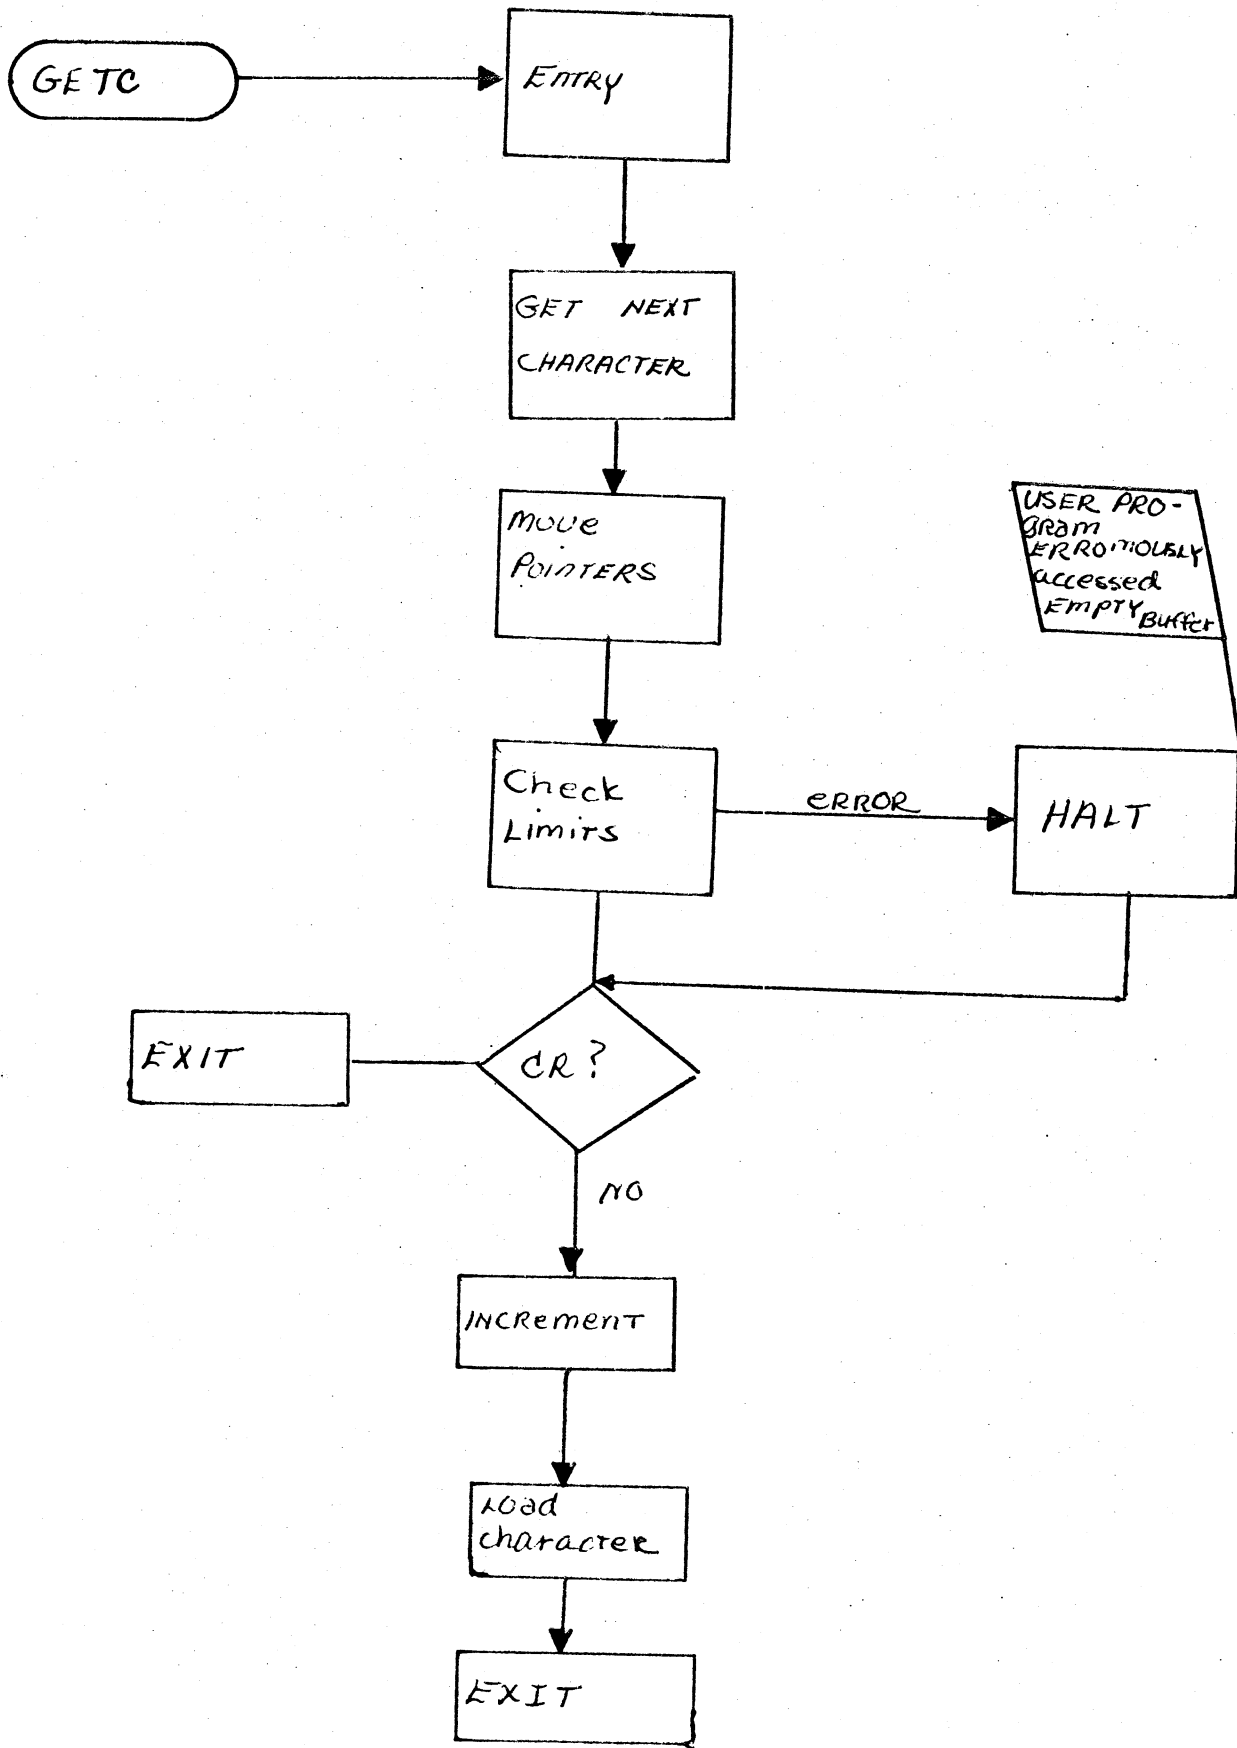 GETC
ENTRY
GET NEXT
CHARACTER
MOVE
POINTERS
USER PRO-
GRAM
ERRONIOUSLY
accessed
EMPTY Buffer
Check
Limits
ERROR
HALT
EXIT
CR?
NO
INCREMENT
Load
character
EXIT